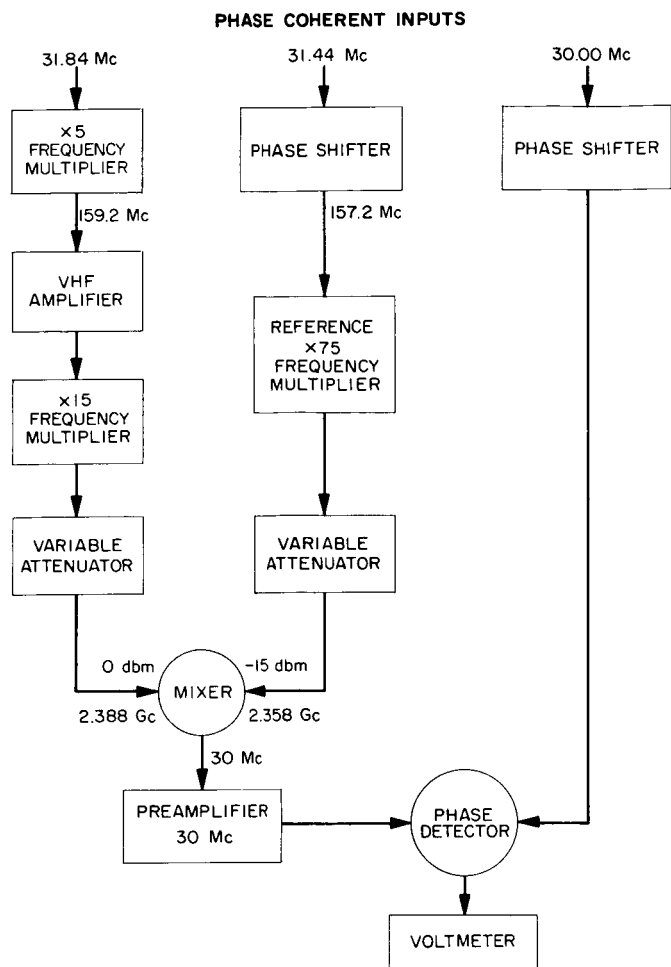 PHASE COHERENT INPUTS
31.84 Mc
31.44 Mc
30.00 Mc
×5
FREQUENCY
MULTIPLIER
PHASE SHIFTER
PHASE SHIFTER
159.2 Mc
157.2 Mc
VHF
AMPLIFIER
REFERENCE
×75
FREQUENCY
MULTIPLIER
×15
FREQUENCY
MULTIPLIER
VARIABLE
ATTENUATOR
VARIABLE
ATTENUATOR
0 dbm
-15 dbm
MIXER
2.388 Gc
2.358 Gc
30 Mc
PREAMPLIFIER
30 Mc
PHASE
DETECTOR
VOLTMETER